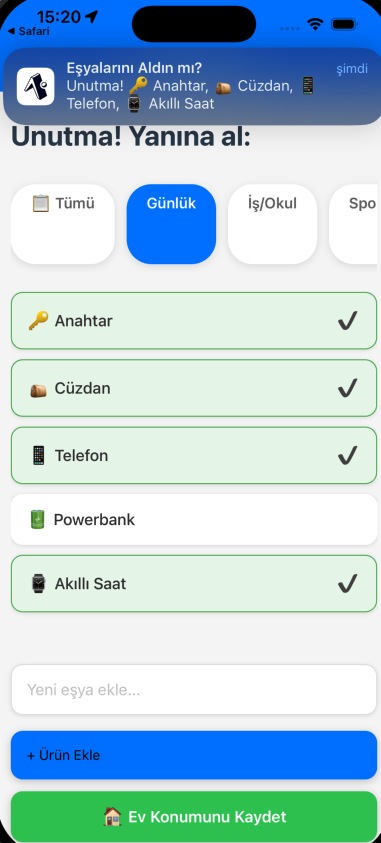 15:20
◀ Safari
Eşyalarını Aldın mı?
şimdi
Unutma! 🔑 Anahtar, 👝 Cüzdan, 📱
Telefon, ⌚ Akıllı Saat
Unutma! Yanına al:
📋 Tümü
Günlük
İş/Okul
Spo
🔑 Anahtar ✔
👝 Cüzdan ✔
📱 Telefon ✔
🔋 Powerbank
⌚ Akıllı Saat ✔
Yeni eşya ekle...
+ Ürün Ekle
🏠 Ev Konumunu Kaydet